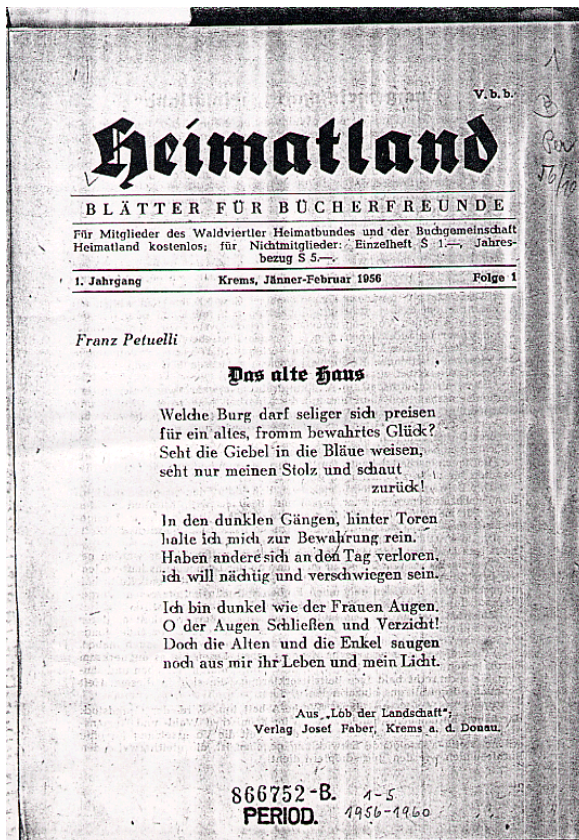 V. b. b.
Heimatland
BLÄTTER FÜR BÜCHERFREUNDE
Für Mitglieder des Waldviertler Heimatbundes und der Buchgemeinschaft
Heimatland kostenlos; für Nichtmitglieder: Einzelheft S 1.—, Jahres-
bezug S 5.—.
1. Jahrgang Krems, Jänner-Februar 1956 Folge 1
Franz Petuelli
Das alte Haus
Welche Burg darf seliger sich preisen
für ein altes, fromm bewahrtes Glück?
Seht die Giebel in die Bläue weisen,
seht nur meinen Stolz und schaut
zurück!
In den dunklen Gängen, hinter Toren
halte ich mich zur Bewahrung rein.
Haben andere sich an den Tag verloren,
ich will nächtig und verschwiegen sein.
Ich bin dunkel wie der Frauen Augen.
O der Augen Schließen und Verzicht!
Doch die Alten und die Enkel saugen
noch aus mir ihr Leben und mein Licht.
Aus „Lob der Landschaft";
Verlag Josef Faber, Krems a. d. Donau.
866752-B. 1-5
PERIOD. 1956-1960